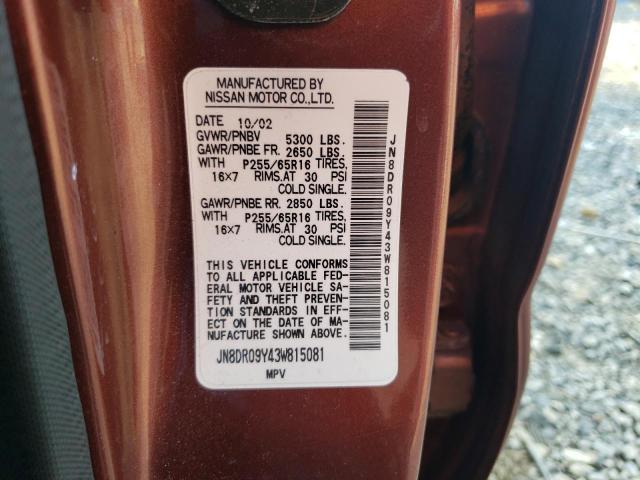 MANUFACTURED BY
NISSAN MOTOR CO.,LTD.
DATE 10/02
GVWR/PNBV 5300 LBS.
GAWR/PNBE FR. 2650 LBS.
WITH P255/65R16 TIRES,
16×7 RIMS.AT 30 PSI
COLD SINGLE.
GAWR/PNBE RR. 2850 LBS.
WITH P255/65R16 TIRES,
16×7 RIMS.AT 30 PSI
COLD SINGLE.
THIS VEHICLE CONFORMS
TO ALL APPLICABLE FED-
ERAL MOTOR VEHICLE SA-
FETY AND THEFT PREVEN-
TION STANDARDS IN EFF-
ECT ON THE DATE OF MA-
NUFACTURE SHOWN ABOVE.
JN8DR09Y43W815081
MPV
JN8DR09Y43W815081